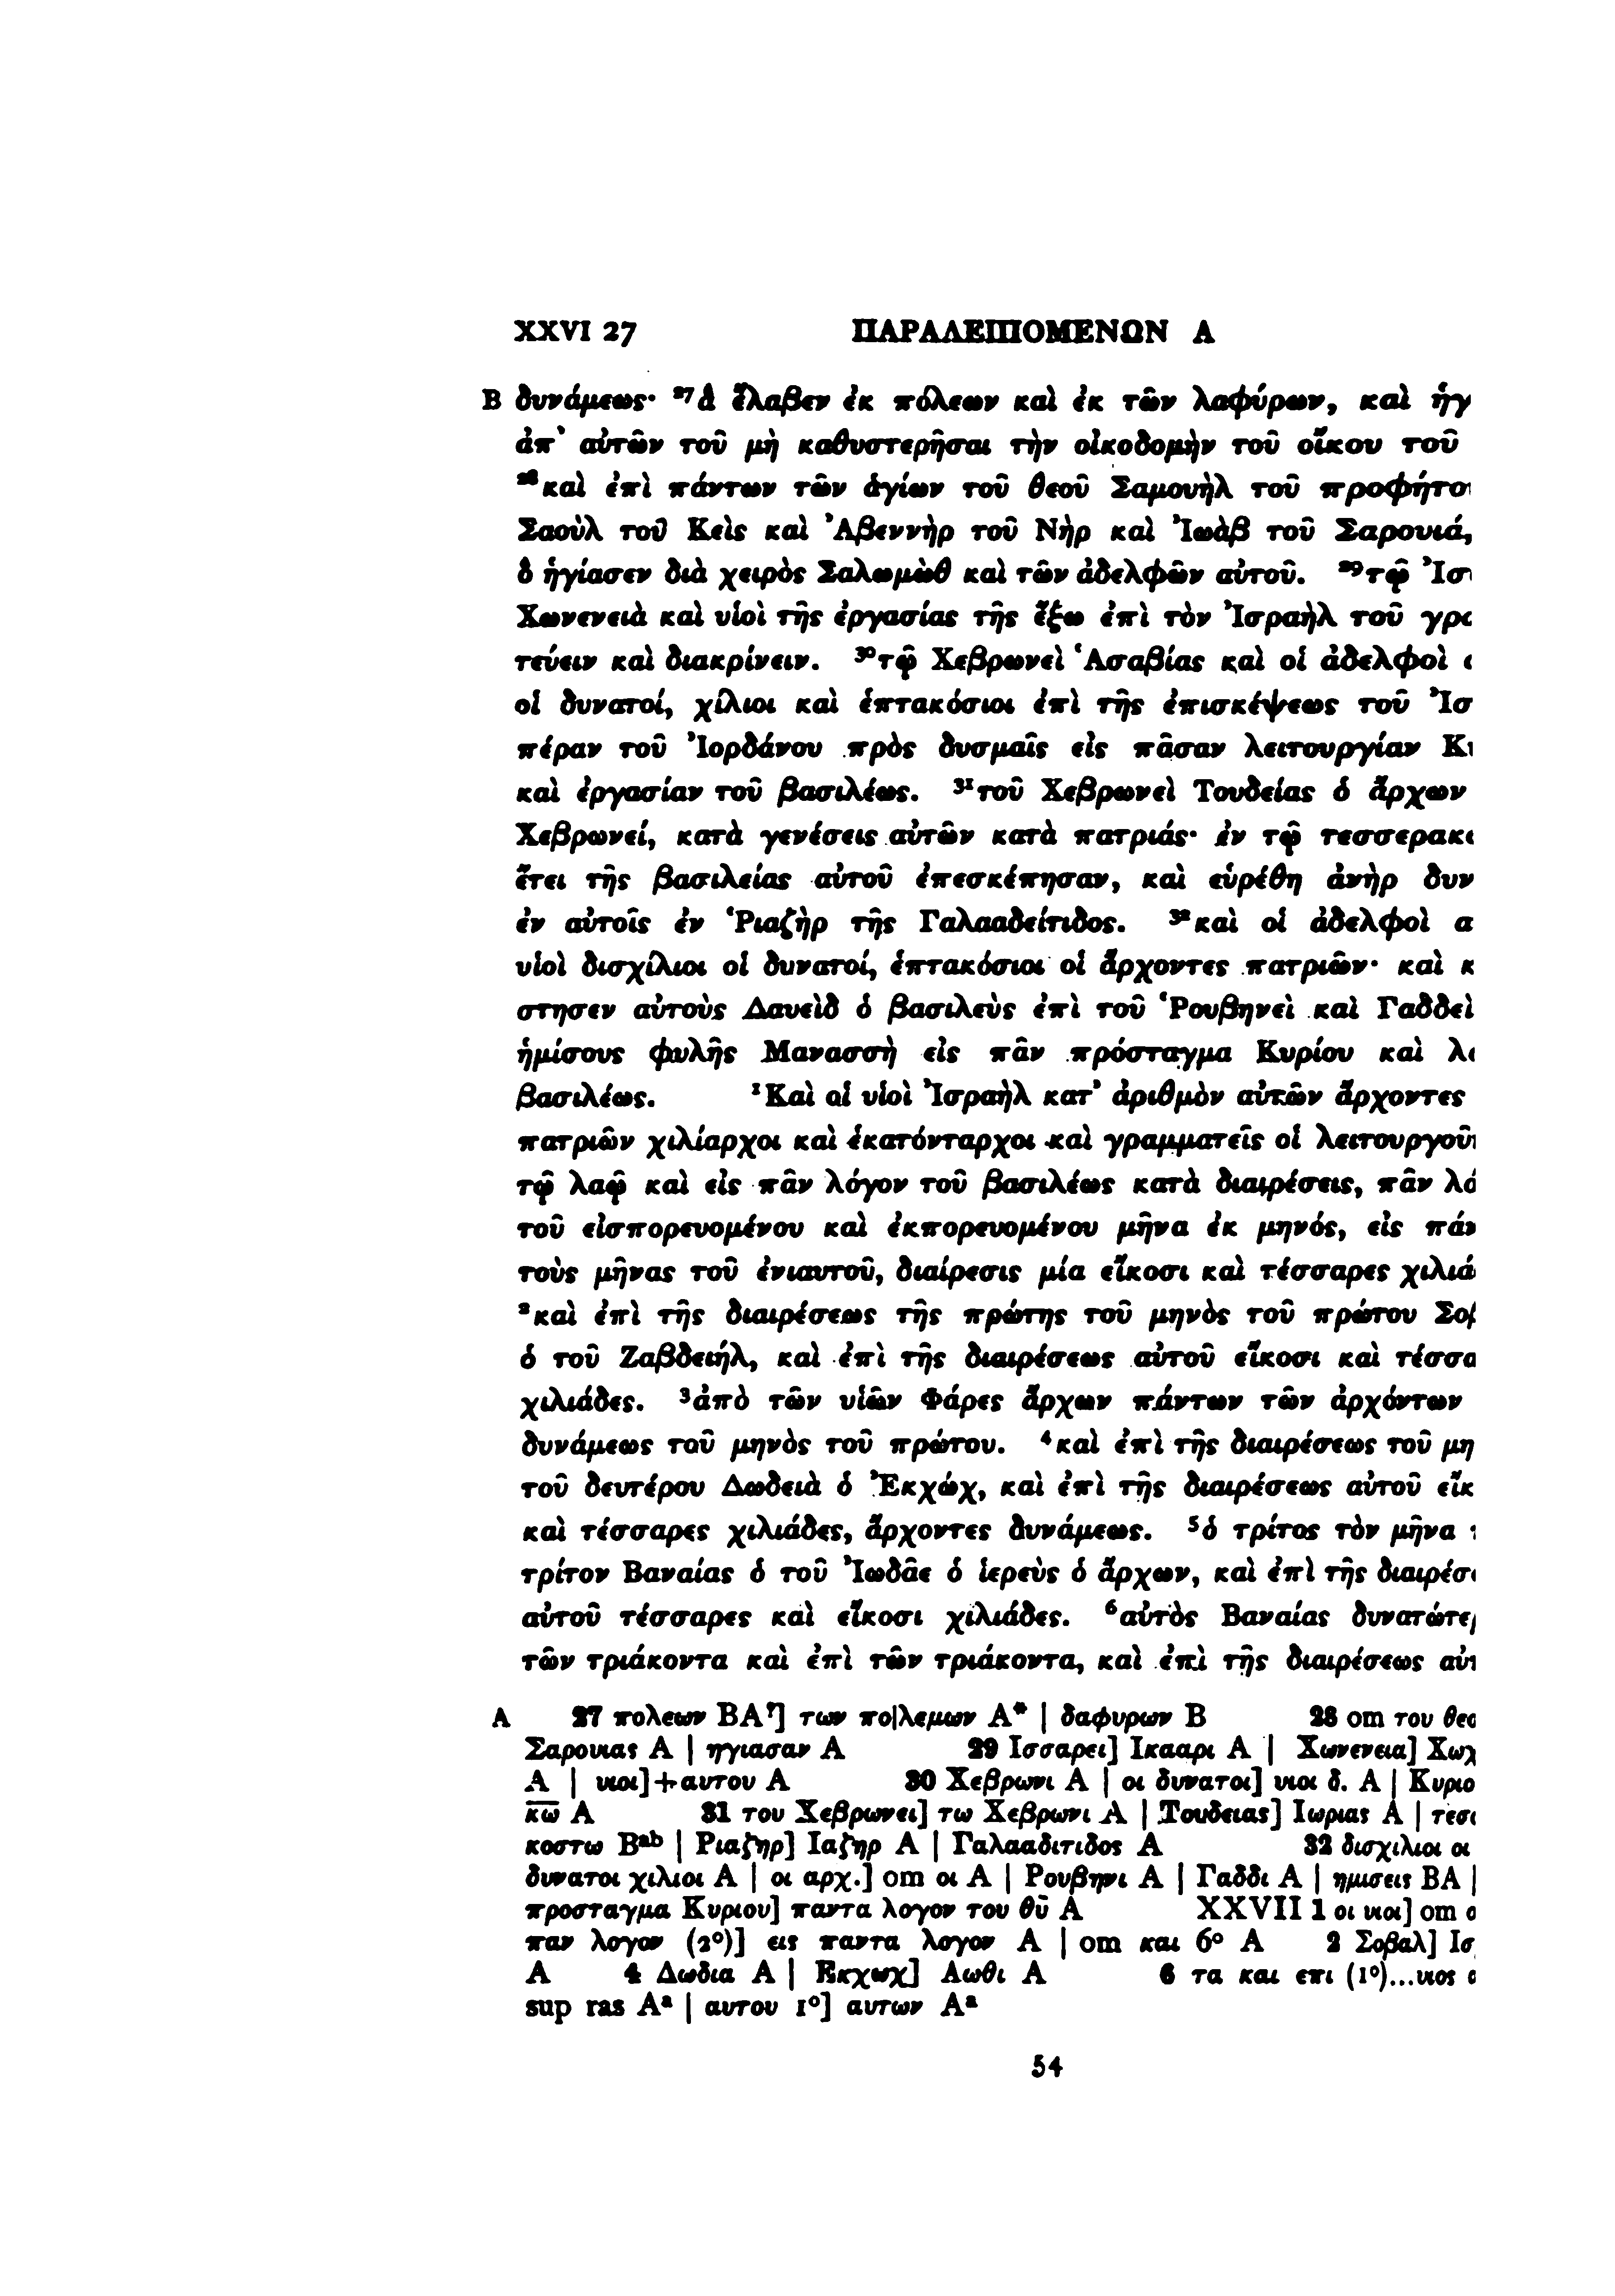 XXVI 27 ΠΑΡΑΛΕΙΠΟΜΕΝΩΝ Α
B δυνάμεως· ²⁷ἃ ἔλαβεν ἐκ πόλεων καὶ ἐκ τῶν λαφύρων, καὶ ἡγ
ἀπ᾽ αὐτῶν τοῦ μὴ καθυστερῆσαι τὴν οἰκοδομὴν τοῦ οἴκου τοῦ
²⁸καὶ ἐπὶ πάντων τῶν ἁγίων τοῦ θεοῦ Σαμουὴλ τοῦ προφήτο
Σαοὺλ τοῦ Κεὶς καὶ Ἀβεννὴρ τοῦ Νὴρ καὶ Ἰωὰβ τοῦ Σαρουιά,
ὃ ἡγίασεν διὰ χειρὸς Σαλωμὼθ καὶ τῶν ἀδελφῶν αὐτοῦ. ²⁹τῷ Ἰσ
Χωνενειὰ καὶ υἱοὶ τῆς ἐργασίας τῆς ἔξω ἐπὶ τὸν Ἰσραὴλ τοῦ γρα
τεύειν καὶ διακρίνειν. ³⁰τῷ Χεβρωνεὶ Ἁσαβίας καὶ οἱ ἀδελφοὶ
οἱ δυνατοί, χίλιοι καὶ ἑπτακόσιοι ἐπὶ τῆς ἐπισκέψεως τοῦ Ἰσ
πέραν τοῦ Ἰορδάνου πρὸς δυσμαῖς εἰς πᾶσαν λειτουργίαν Κυ
καὶ ἐργασίαν τοῦ βασιλέως. ³¹τοῦ Χεβρωνεὶ Τουδείας ὁ ἄρχων
Χεβρωνεί, κατὰ γενέσεις αὐτῶν κατὰ πατριάς· ἐν τῷ τεσσερακο
ἔτει τῆς βασιλείας αὐτοῦ ἐπεσκέπησαν, καὶ εὑρέθη ἀνὴρ δυν
ἐν αὐτοῖς ἐν Ῥιαζὴρ τῆς Γαλααδείτιδος. ³²καὶ οἱ ἀδελφοὶ α
υἱοὶ δισχίλιοι οἱ δυνατοί, ἑπτακόσιοι οἱ ἄρχοντες πατριῶν· καὶ κ
στησεν αὐτοὺς Δαυεὶδ ὁ βασιλεὺς ἐπὶ τοῦ Ῥουβηνεὶ καὶ Γαδδεὶ
ἡμίσους φυλῆς Μανασσὴ εἰς πᾶν πρόσταγμα Κυρίου καὶ λ
βασιλέως. ¹Καὶ οἱ υἱοὶ Ἰσραὴλ κατ᾽ ἀριθμὸν αὐτῶν ἄρχοντες
πατριῶν χιλίαρχοι καὶ ἑκατόνταρχοι καὶ γραμματεῖς οἱ λειτουργοῦ
τῷ λαῷ καὶ εἰς πᾶν λόγον τοῦ βασιλέως κατὰ διαιρέσεις, πᾶν λό
τοῦ εἰσπορευομένου καὶ ἐκπορευομένου μῆνα ἐκ μηνός, εἰς πάν
τοὺς μῆνας τοῦ ἐνιαυτοῦ, διαίρεσις μία εἴκοσι καὶ τέσσαρες χιλιά
²καὶ ἐπὶ τῆς διαιρέσεως τῆς πρώτης τοῦ μηνὸς τοῦ πρώτου Σοβ
ὁ τοῦ Ζαβδειήλ, καὶ ἐπὶ τῆς διαιρέσεως αὐτοῦ εἴκοσι καὶ τέσσα
χιλιάδες. ³ἀπὸ τῶν υἱῶν Φάρες ἄρχων πάντων τῶν ἀρχόντων
δυνάμεως τοῦ μηνὸς τοῦ πρώτου. ⁴καὶ ἐπὶ τῆς διαιρέσεως τοῦ μη
τοῦ δευτέρου Δωδειὰ ὁ Ἐκχώχ, καὶ ἐπὶ τῆς διαιρέσεως αὐτοῦ εἴκ
καὶ τέσσαρες χιλιάδες, ἄρχοντες δυνάμεως. ⁵ὁ τρίτος τὸν μῆνα τ
τρίτον Βαναίας ὁ τοῦ Ἰωδᾶε ὁ ἱερεὺς ὁ ἄρχων, καὶ ἐπὶ τῆς διαιρέσ
αὐτοῦ τέσσαρες καὶ εἴκοσι χιλιάδες. ⁶αὐτὸς Βαναίας δυνατώτε
τῶν τριάκοντα καὶ ἐπὶ τῶν τριάκοντα, καὶ ἐπὶ τῆς διαιρέσεως αὐτ
A 27 πολεων BA?] των πο|λεμων A* | δαφυρων B 28 om του θεο
Σαρουιας A | ηγιασαν A 29 Ισσαρει] Ικααρι A | Χωνενεια] Χωχ
A | υιοι]+αυτου A 30 Χεβρωνι A | οι δυνατοι] υιοι δ. A | Κυριο
κω A 31 του Χεβρωνει] τω Χεβρωνι A | Τουδειας] Ιωριας A | τεσ
κοστω Bab | Ριαζηρ] Ιαζηρ A | Γαλααδιτιδος A 32 δισχιλιοι οι
δυνατοι χιλιοι A | οι αρχ.] om οι A | Ρουβηνι A | Γαδδι A | ημισεις BA |
προσταγμα Κυριου] παντα λογον του θῡ A XXVII 1 οι υιοι] om ο
παν λογον (2°)] εις παντα λογον A | om και 6° A 2 Σοβαλ] Ισ
A 4 Δωδια A | Εκχωχ] Αωθι A 6 τα και επι (1°)...υιος ο
sup ras Aa | αυτου 1°] αυτων Aa
54